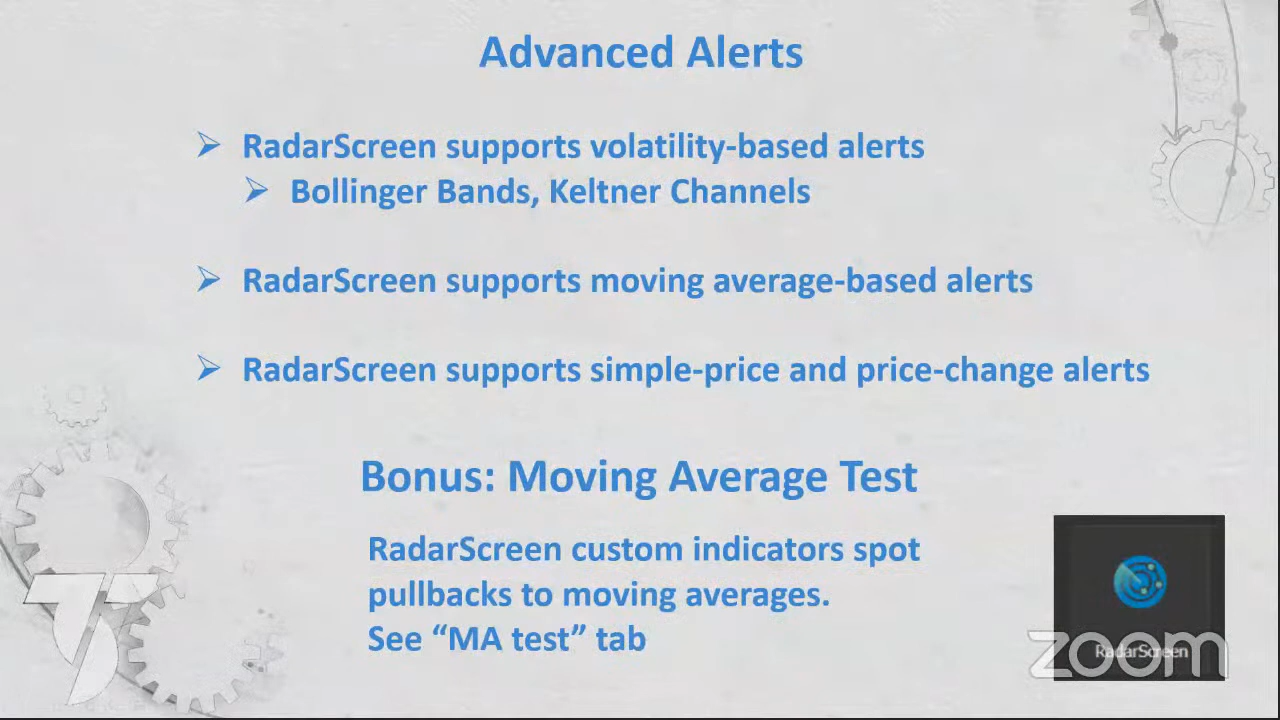 Advanced Alerts
RadarScreen supports volatility-based alerts
Bollinger Bands, Keltner Channels
RadarScreen supports moving average-based alerts
RadarScreen supports simple-price and price-change alerts
Bonus: Moving Average Test
RadarScreen custom indicators spot
pullbacks to moving averages.
See “MA test” tab
RadarScreen
zoom